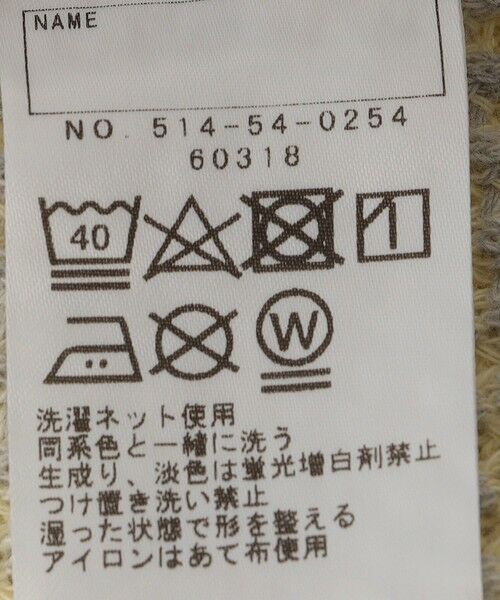 NAME
NO. 514-54-0254
60318
40
W
洗濯ネット使用
同系色と一緒に洗う
生成り、淡色は蛍光増白剤禁止
つけ置き洗い禁止
湿った状態で形を整える
アイロンはあて布使用